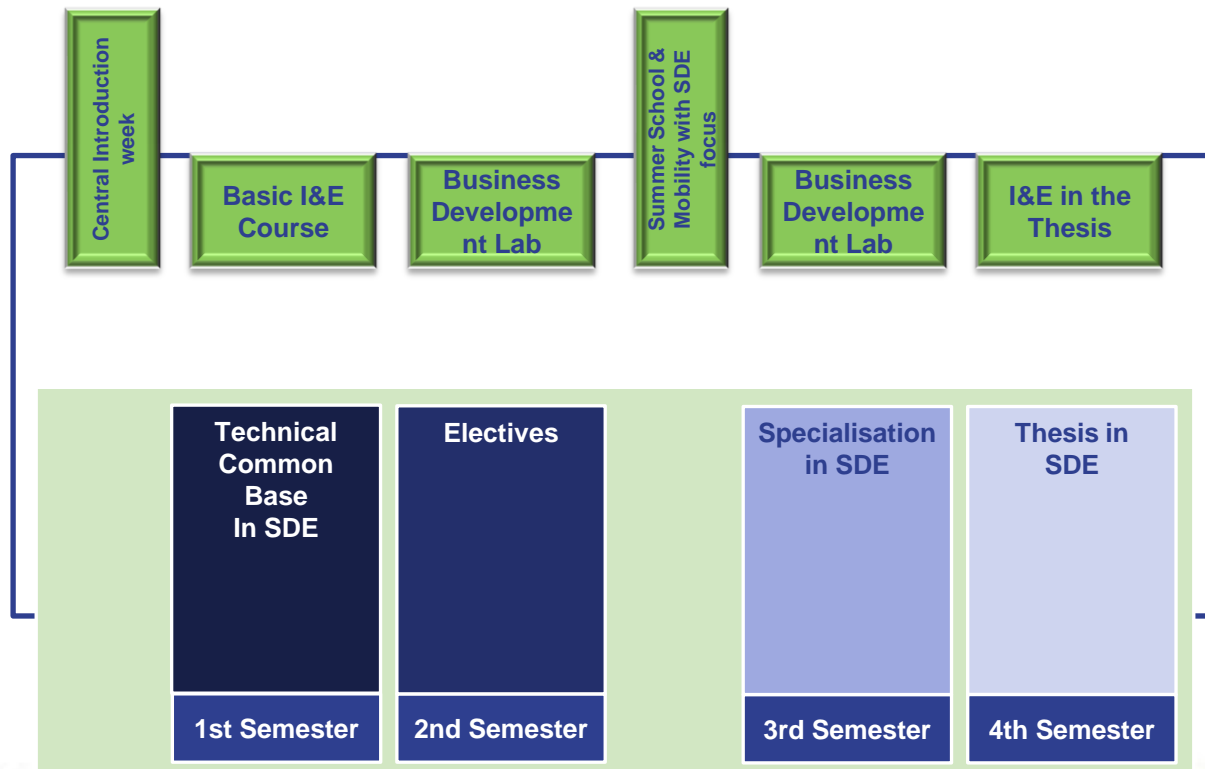 Central Introduction
week
Basic I&E
Course
Business
Developme
nt Lab
Summer School &
Mobility with SDE
focus
Business
Developme
nt Lab
I&E in the
Thesis
Technical
Common
Base
In SDE
Electives
Specialisation
in SDE
Thesis in
SDE
1st Semester
2nd Semester
3rd Semester
4th Semester